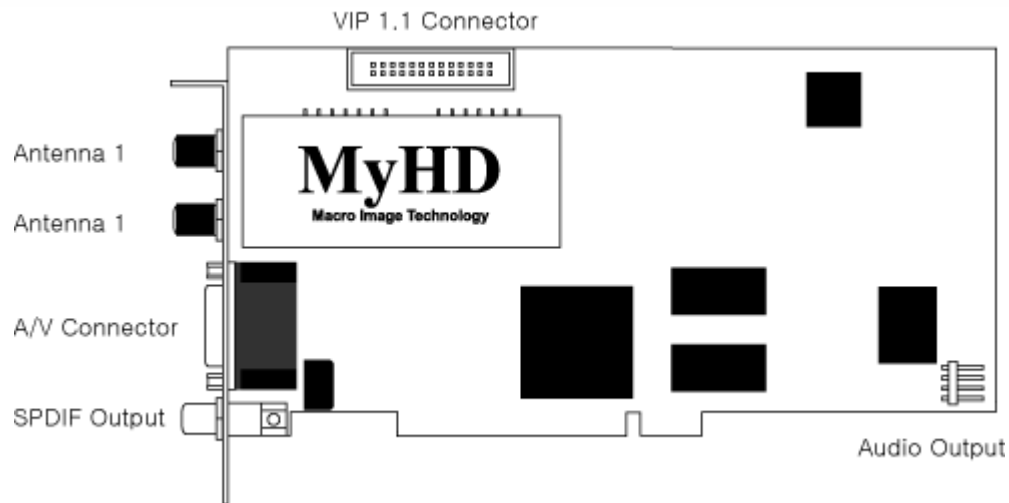 VIP 1.1 Connector
MyHD
Macro Image Technology
Antenna 1
Antenna 1
A/V Connector
SPDIF Output
Audio Output